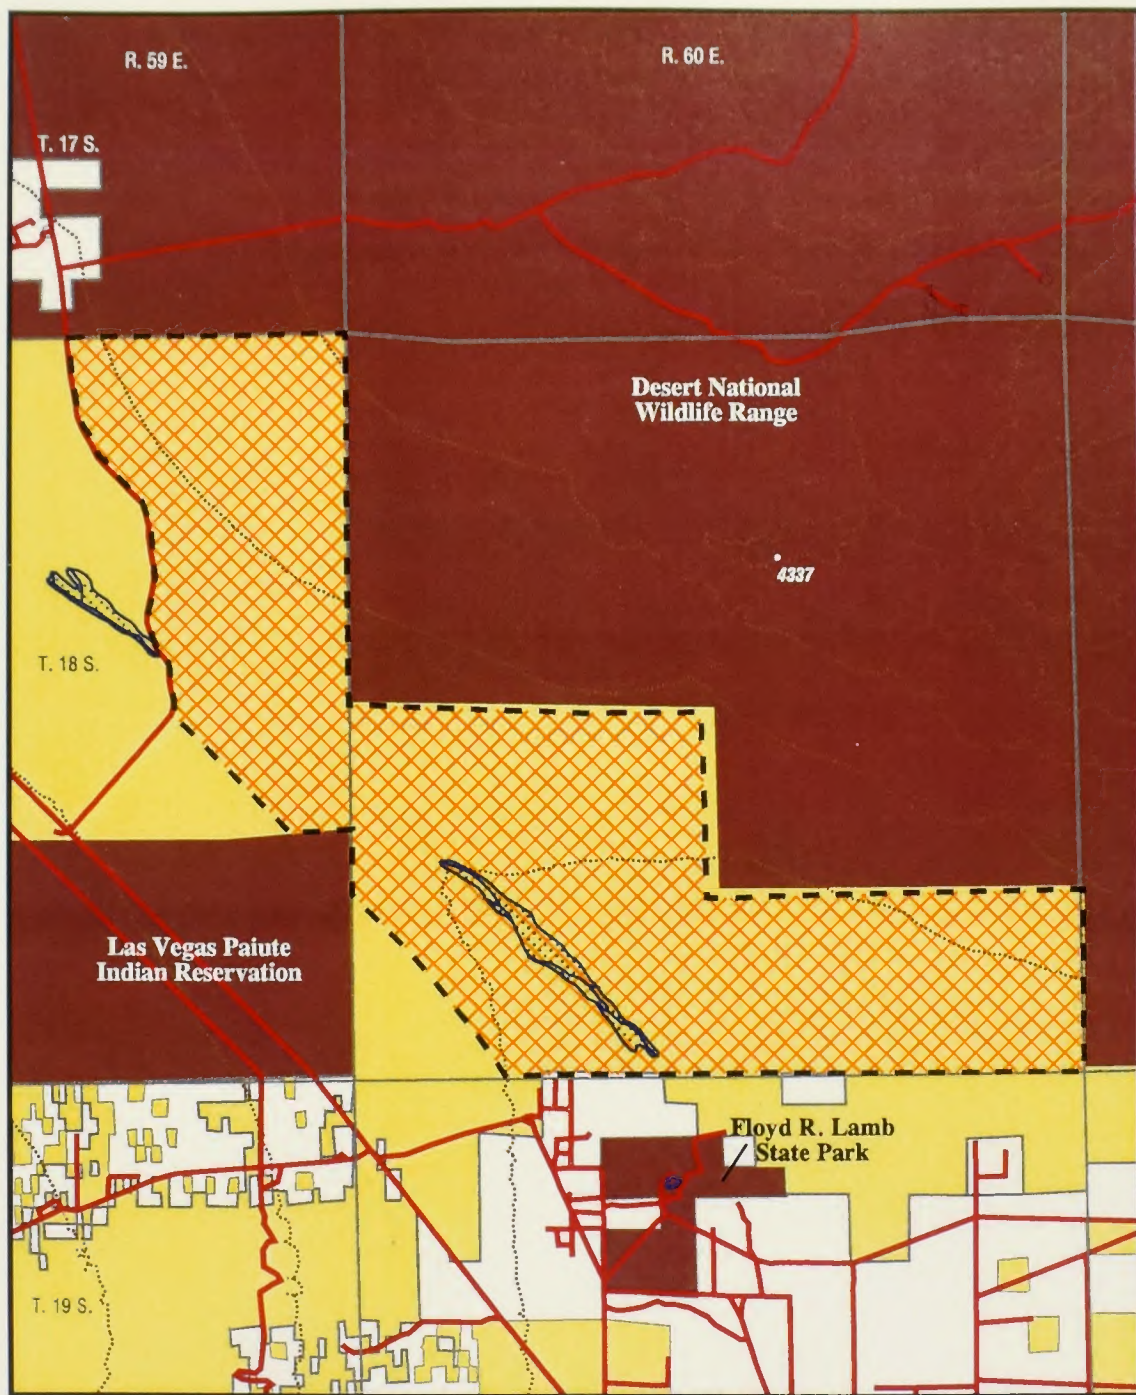 R. 59 E.
R. 60 E.
T. 17 S.
Desert National
Wildlife Range
4337
T. 18 S.
Las Vegas Paiute
Indian Reservation
Floyd R. Lamb
State Park
T. 19 S.